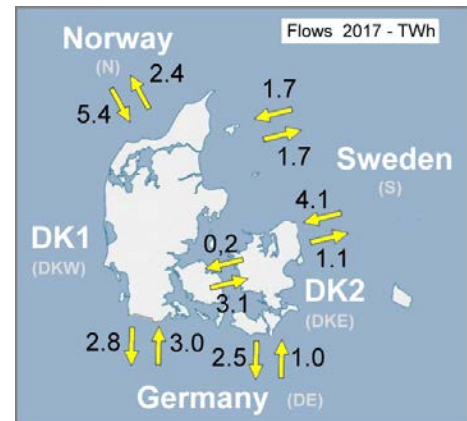 Flows 2017 - TWh
Norway
(N)
2.4
5.4
1.7
1.7
Sweden
(S)
4.1
1.1
DK1
(DKW)
0,2
3.1
DK2
(DKE)
2.8
3.0
2.5
1.0
Germany (DE)